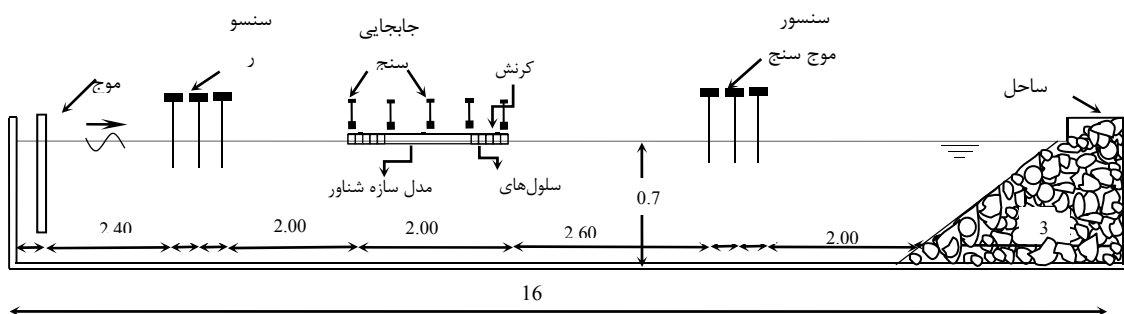 سنسو
ر
جابجایی
سنج
سنسور
موج سنج
کرنش
موج
ساحل
سلول‌های
مدل سازه شناور
0.7
2.40
2.00
2.00
2.60
2.00
3
16